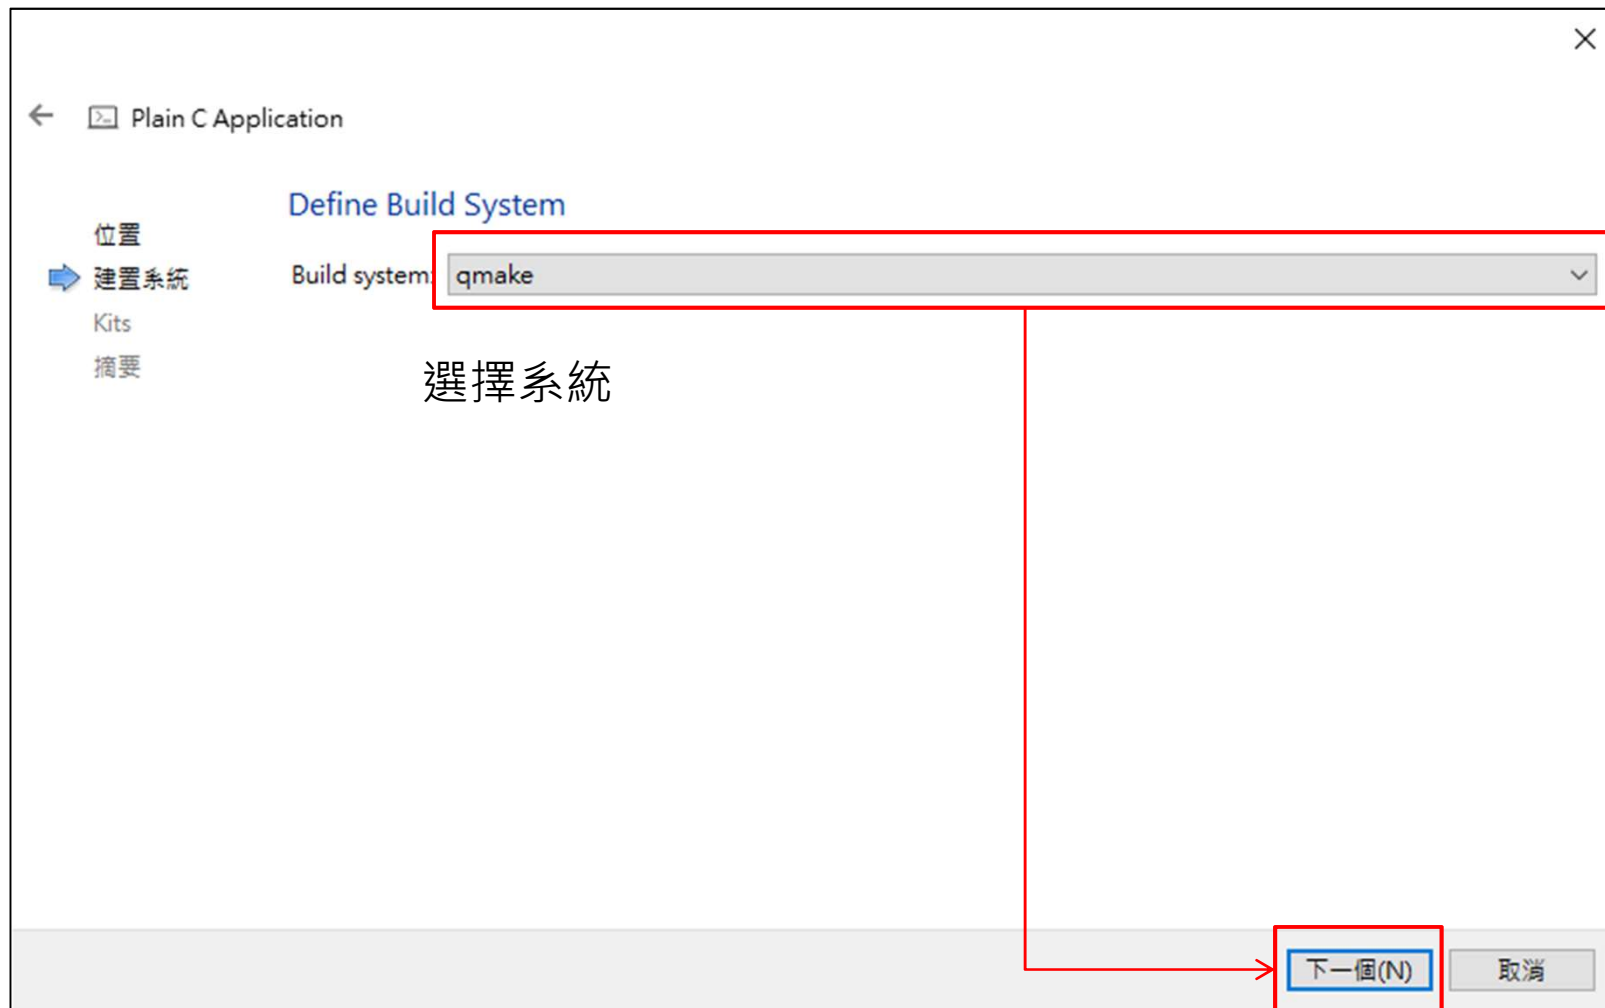 Plain C Application
位置
建置系統
Kits
摘要
Define Build System
Build system: qmake
選擇系統
下一個(N)
取消